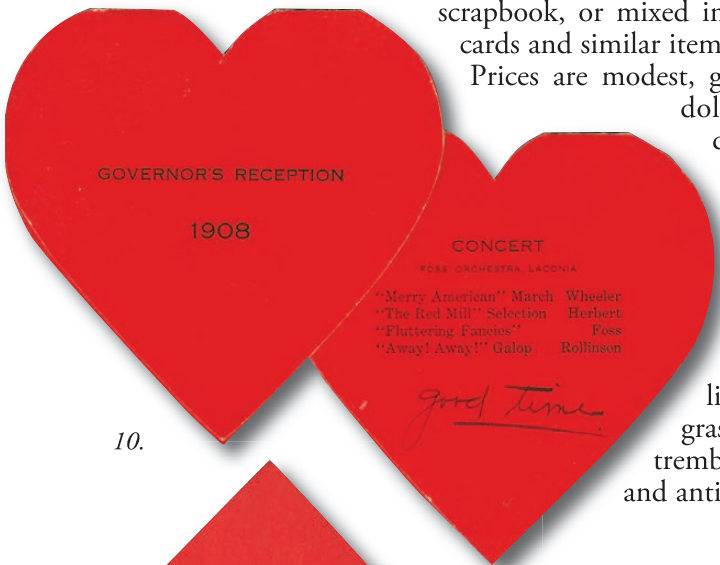 scrapbook, or mixed in
cards and similar item
Prices are modest, g
dol
GOVERNOR'S RECEPTION
1908
CONCERT
FOSS ORCHESTRA, LACONIA
"Merry American" March Wheeler
"The Red Mill" Selection Herbert
"Fluttering Fancies" Foss
"Away! Away!" Galop Rollinson
good time
10.
li
gras
tremb
and anti